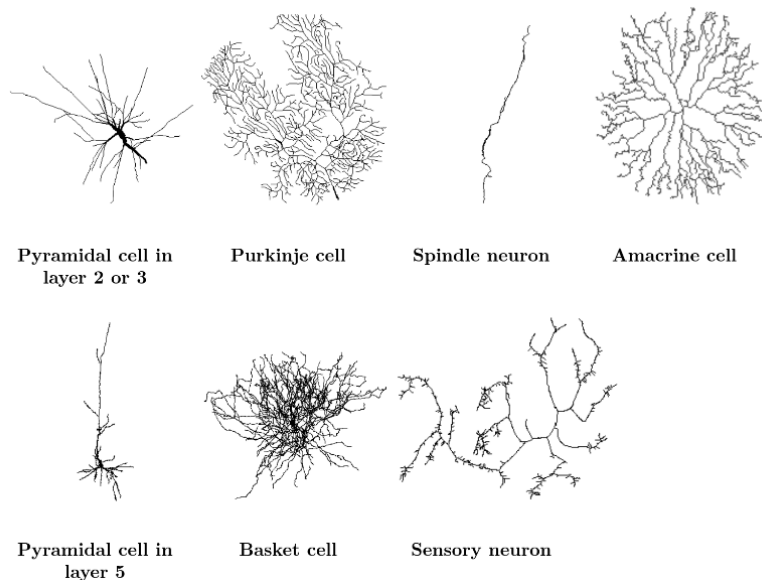 Pyramidal cell in
layer 2 or 3
Purkinje cell
Spindle neuron
Amacrine cell
Pyramidal cell in
layer 5
Basket cell
Sensory neuron